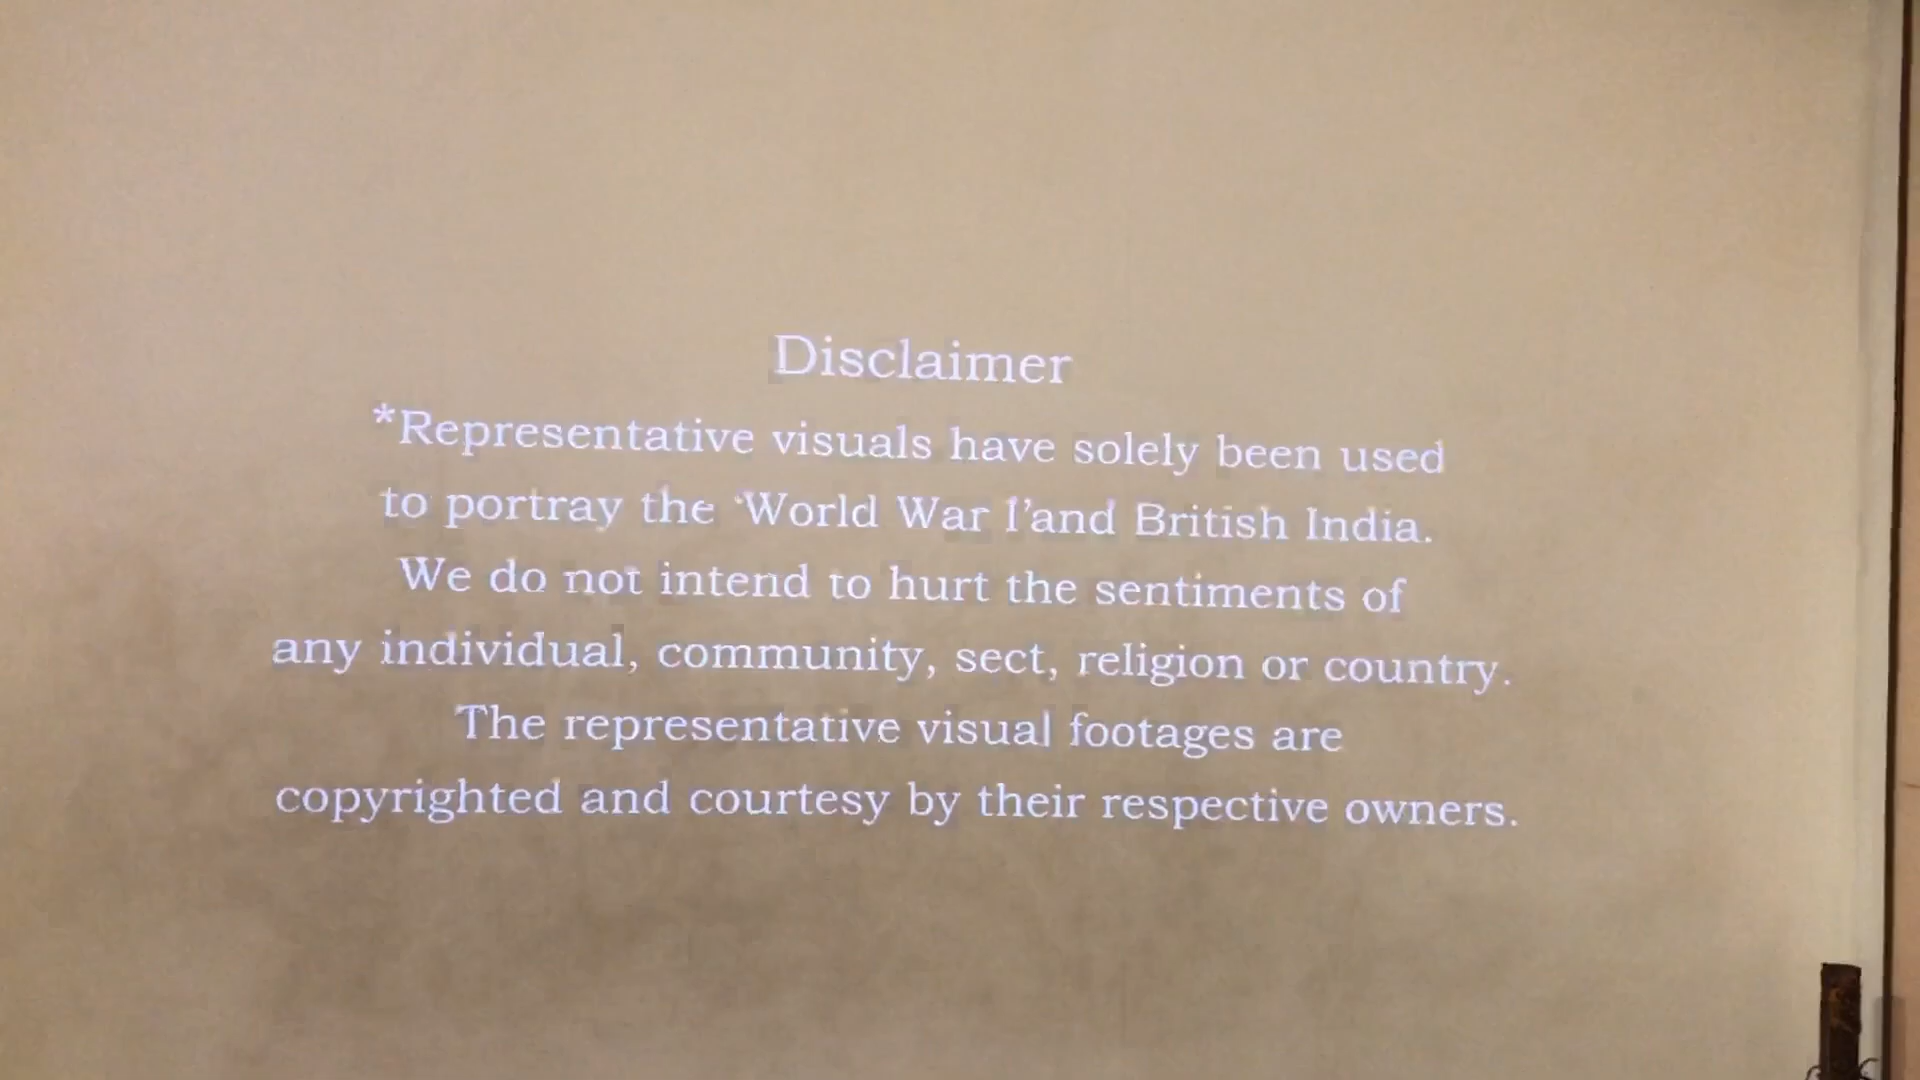 Disclaimer
*Representative visuals have solely been used
to portray the 'World War I'and British India.
We do not intend to hurt the sentiments of
any individual, community, sect, religion or country.
The representative visual footages are
copyrighted and courtesy by their respective owners.